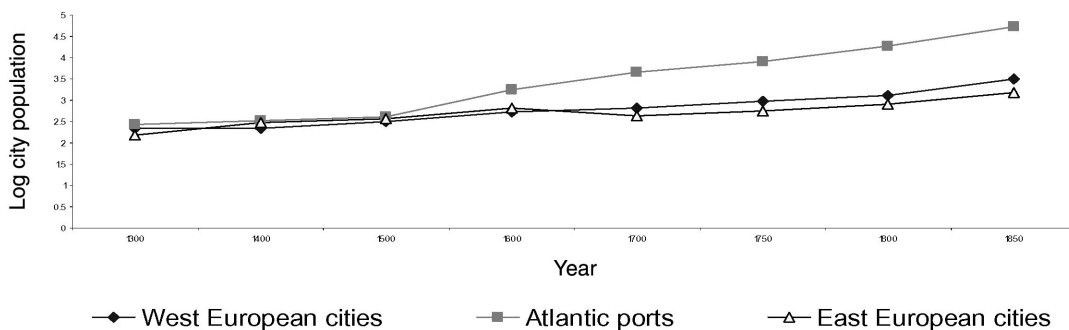 Log city population
5
4.5
4
3.5
3
2.5
2
1.5
1
0.5
0
1300 1400 1500 1600 1700 1750 1800 1850
Year
West European cities Atlantic ports East European cities